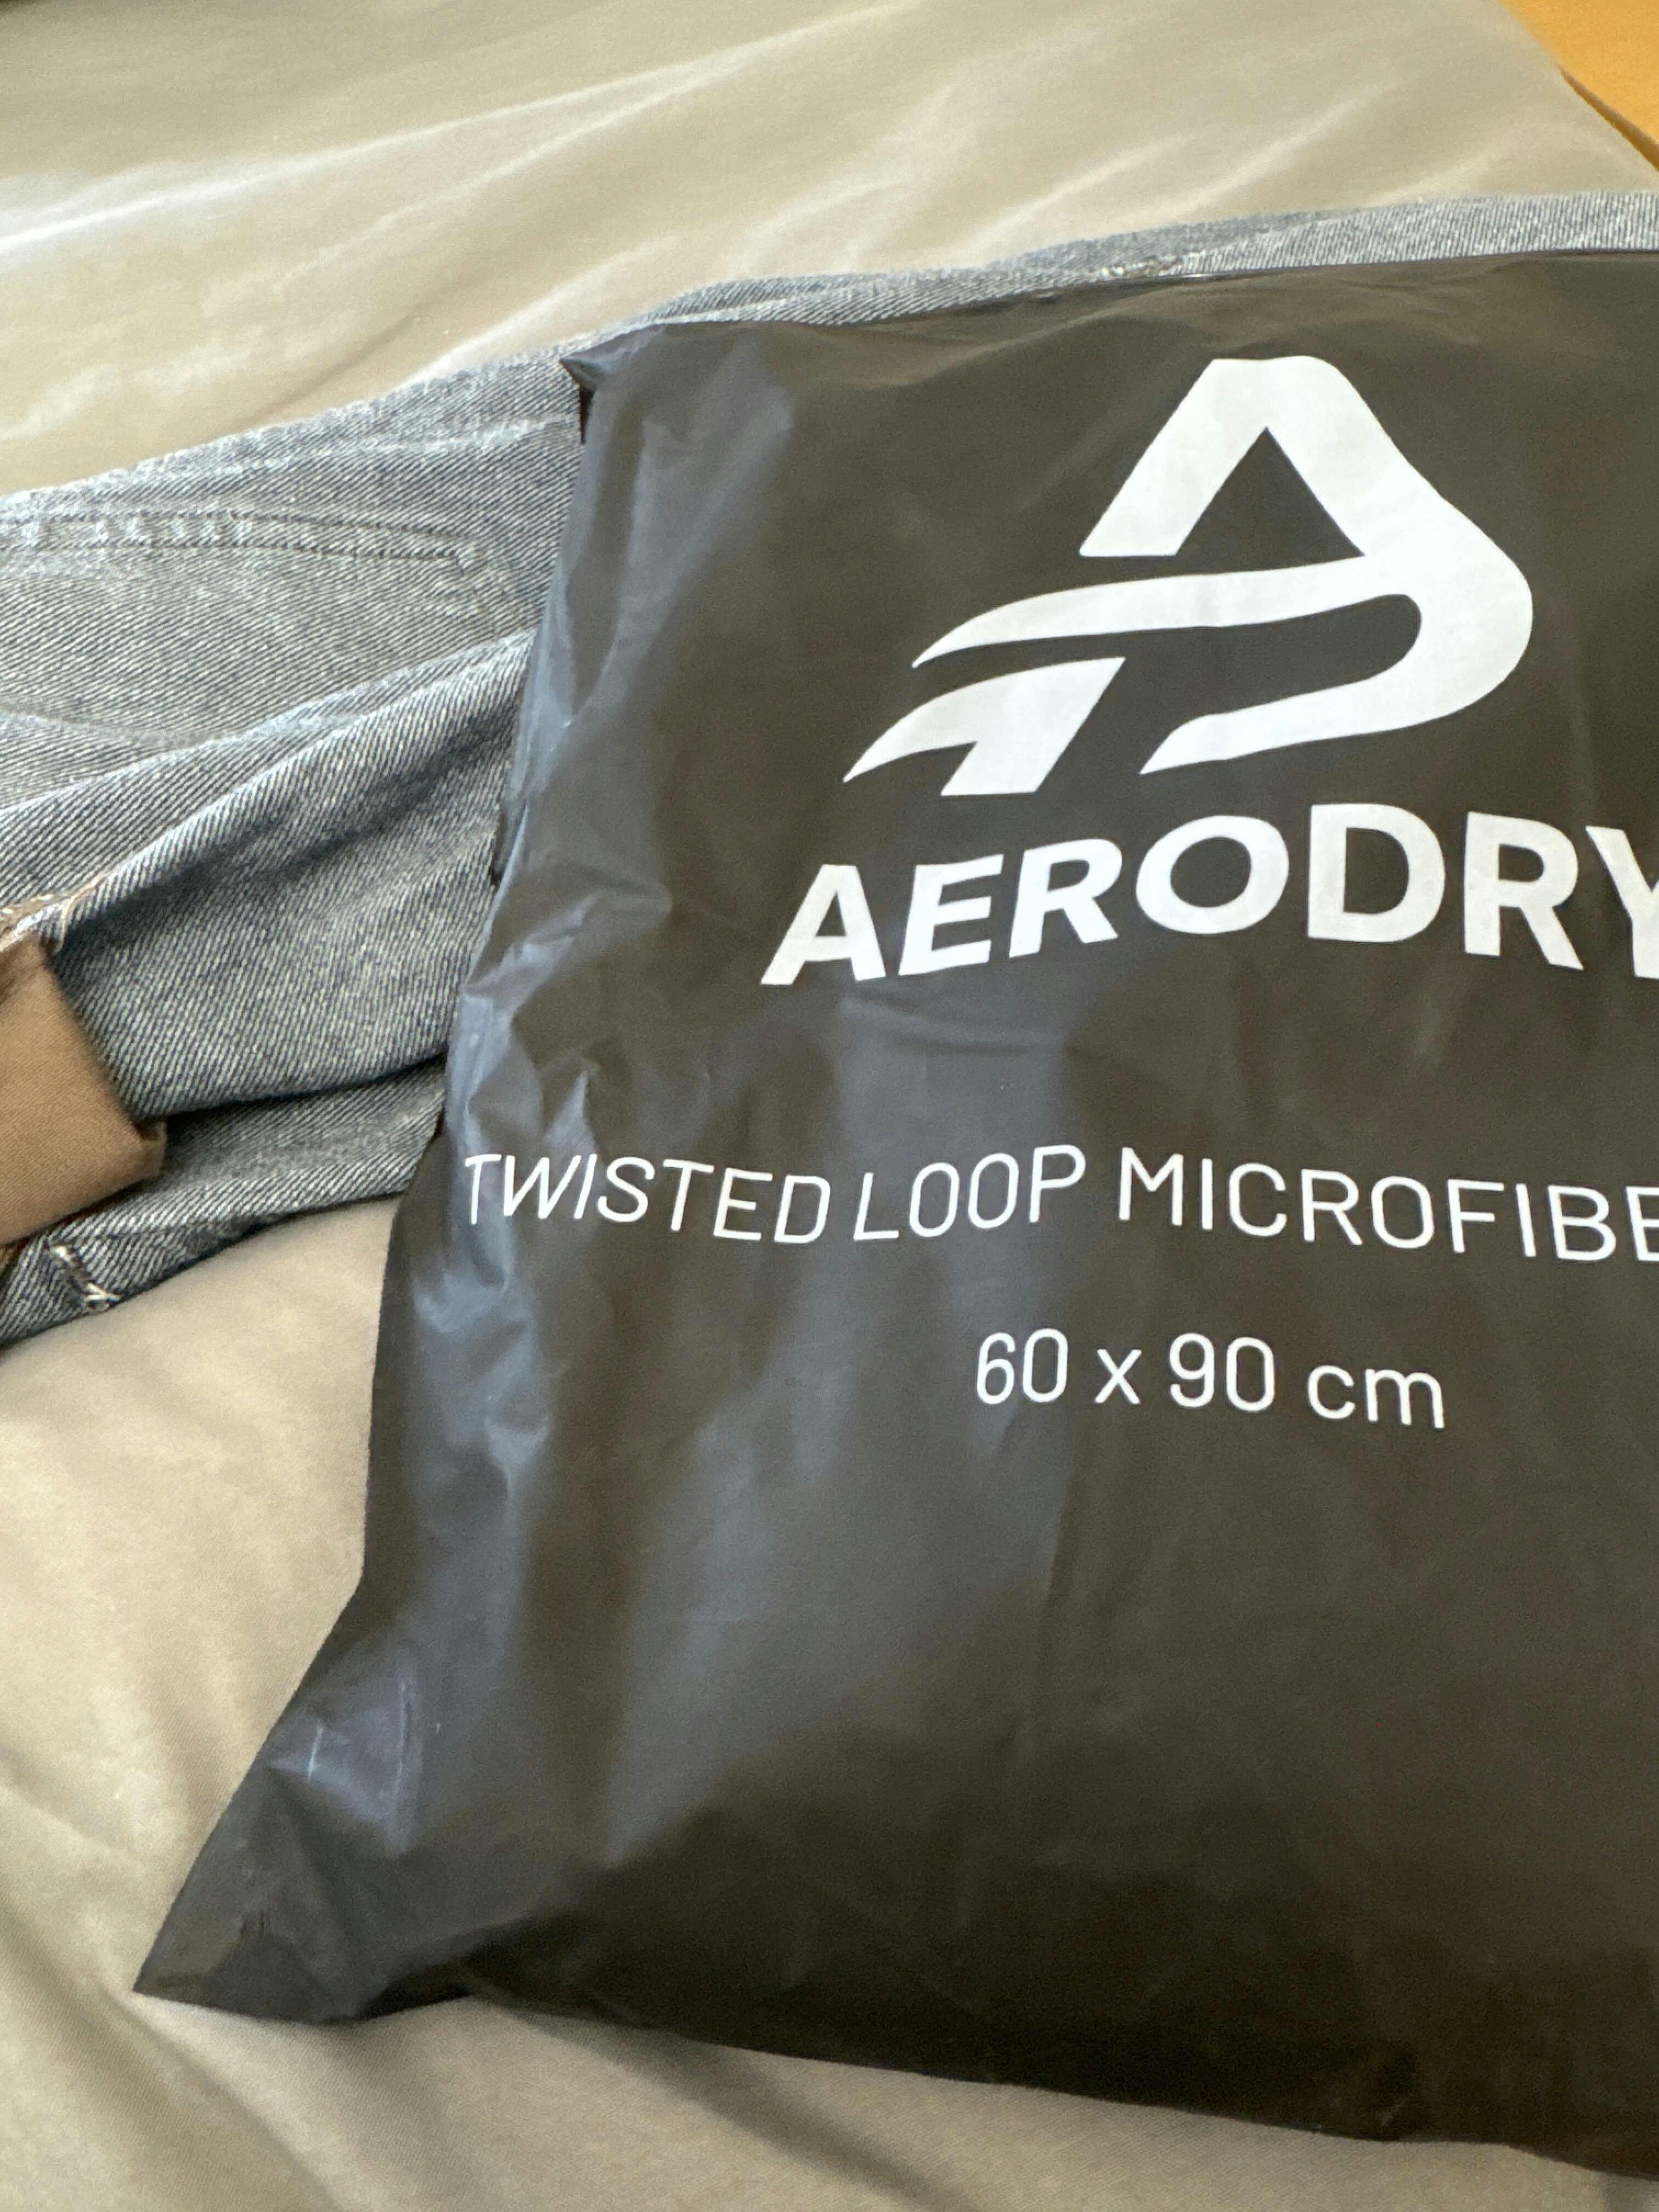 AERODRY
TWISTED LOOP MICROFIBE
60 x 90 cm